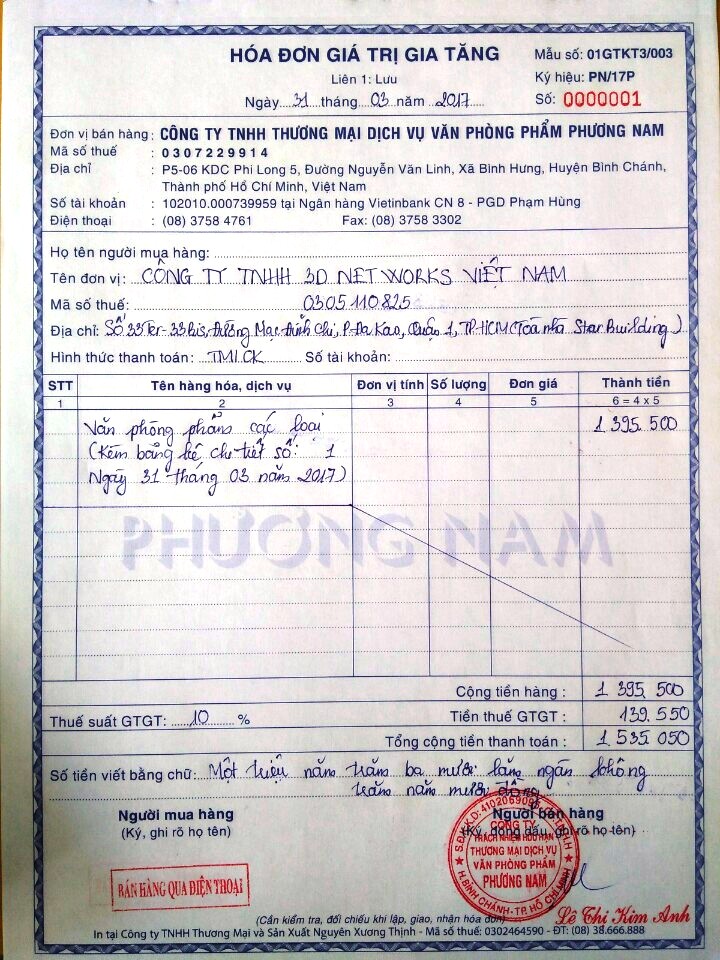 HÓA ĐƠN GIÁ TRỊ GIA TĂNG
Mẫu số: 01GTKT3/003
Liên 1: Lưu
Ký hiệu: PN/17P
Ngày 31 tháng 03 năm 2017
Số: 0000001
Đơn vị bán hàng : CÔNG TY TNHH THƯƠNG MẠI DỊCH VỤ VĂN PHÒNG PHẨM PHƯƠNG NAM
Mã số thuế : 0307229914
Địa chỉ : P5-06 KDC Phi Long 5, Đường Nguyễn Văn Linh, Xã Bình Hưng, Huyện Bình Chánh,
Thành phố Hồ Chí Minh, Việt Nam
Số tài khoản : 102010.000739959 tại Ngân hàng Vietinbank CN 8 - PGD Phạm Hùng
Điện thoại : (08) 3758 4761 Fax: (08) 3758 3302
Họ tên người mua hàng:
Tên đơn vị: CÔNG TY TNHH 3D NETWORKS VIỆT NAM
Mã số thuế: 0305110825
Địa chỉ: Số 33Ter-33Bis, Đường Mạc Đĩnh Chi, P. Đa Kao, Quận 1, TP.HCM (Toà nhà Star Building)
Hình thức thanh toán: TM/CK Số tài khoản:
STT Tên hàng hóa, dịch vụ Đơn vị tính Số lượng Đơn giá Thành tiền
1 2 3 4 5 6 = 4 x 5
Văn phòng phẩm các loại 1 395.500
(Kèm bảng kê chi tiết số: 1
Ngày 31 tháng 03 năm 2017)
PHƯƠNG NAM
Cộng tiền hàng : 1 395.500
Thuế suất GTGT: 10 % Tiền thuế GTGT : 139.550
Tổng cộng tiền thanh toán : 1 535.050
Số tiền viết bằng chữ: Một triệu năm trăm ba mươi lăm ngàn không
trăm năm mươi đồng
Người mua hàng
(Ký, ghi rõ họ tên)
Người bán hàng
(Ký, đóng dấu, ghi rõ họ tên)
BÁN HÀNG QUA ĐIỆN THOẠI
CÔNG TY
TRÁCH NHIỆM HỮU HẠN
THƯƠNG MẠI DỊCH VỤ
VĂN PHÒNG PHẨM
PHƯƠNG NAM
H.BÌNH CHÁNH-TP.HỒ CHÍ MINH
Lê Thị Kim Anh
(Cần kiểm tra, đối chiếu khi lập, giao, nhận hóa đơn)
In tại Công ty TNHH Thương Mại và Sản Xuất Nguyên Xương Thịnh - Mã số thuế: 0302464590 - ĐT: (08) 38.666.888